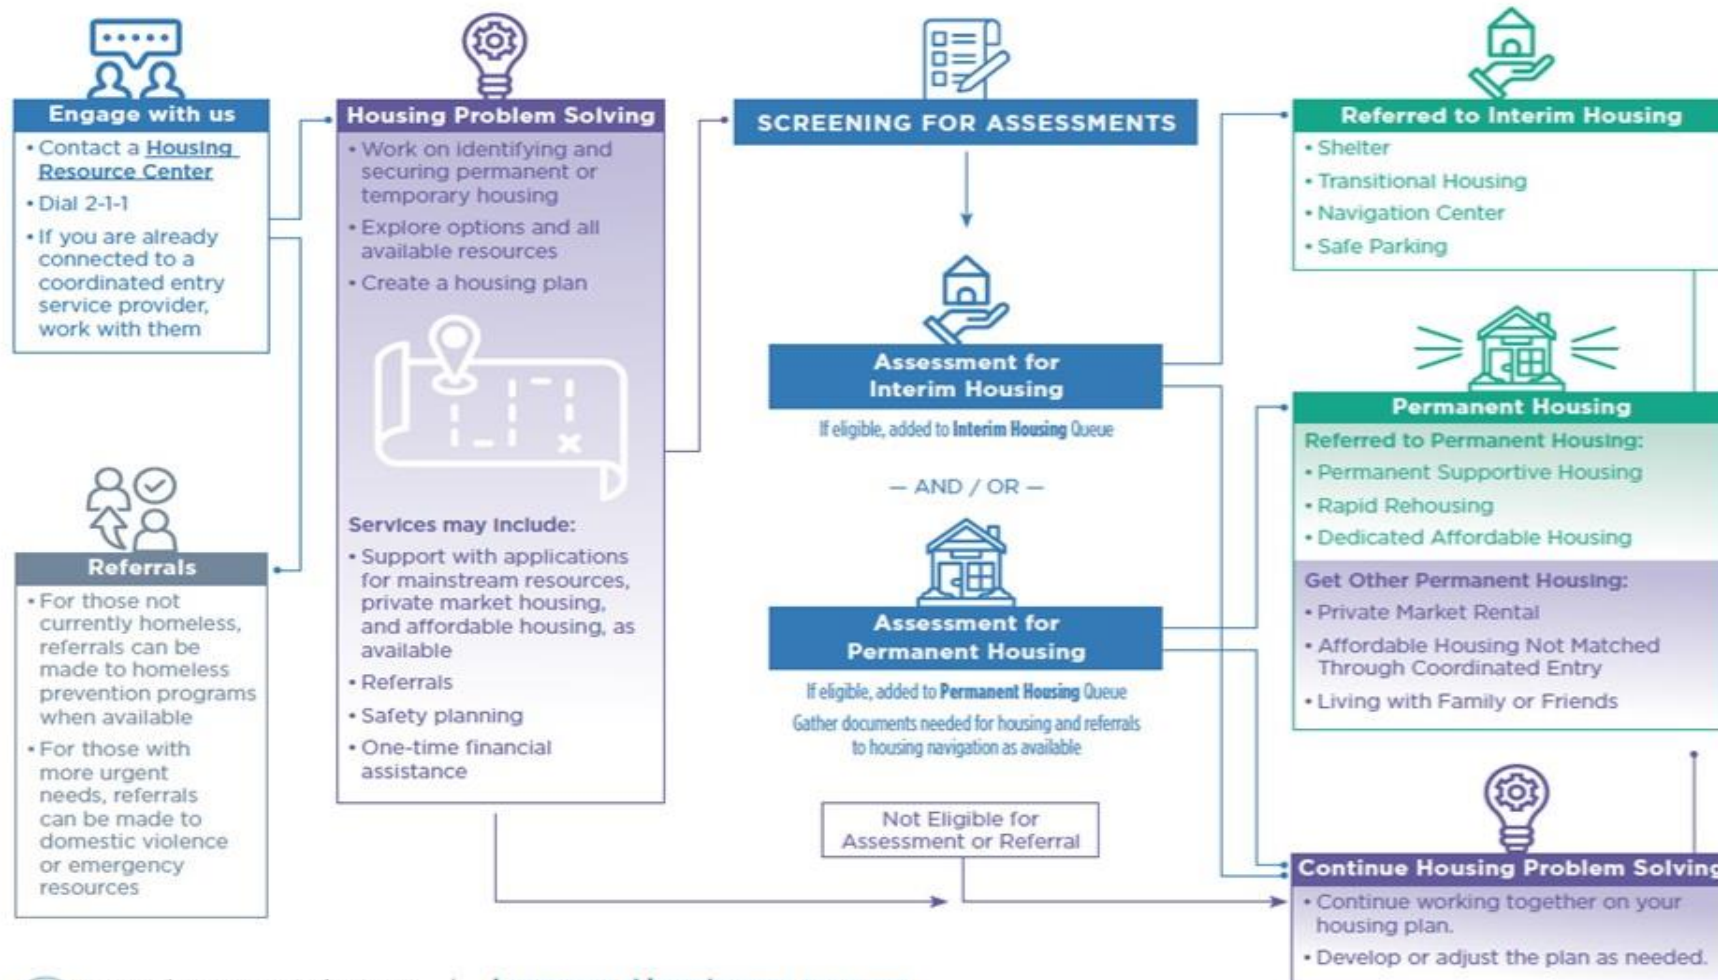 Engage with us
• Contact a Housing
Resource Center
• Dial 2-1-1
• If you are already
connected to a
coordinated entry
service provider,
work with them
Referrals
• For those not
currently homeless,
referrals can be
made to homeless
prevention programs
when available
• For those with
more urgent
needs, referrals
can be made to
domestic violence
or emergency
resources
Housing Problem Solving
• Work on identifying and
securing permanent or
temporary housing
• Explore options and all
available resources
• Create a housing plan
Services may include:
• Support with applications
for mainstream resources,
private market housing,
and affordable housing, as
available
• Referrals
• Safety planning
• One-time financial
assistance
SCREENING FOR ASSESSMENTS
Assessment for
Interim Housing
If eligible, added to Interim Housing Queue
— AND / OR —
Assessment for
Permanent Housing
If eligible, added to Permanent Housing Queue
Gather documents needed for housing and referrals
to housing navigation as available
Not Eligible for
Assessment or Referral
Referred to Interim Housing
• Shelter
• Transitional Housing
• Navigation Center
• Safe Parking
Permanent Housing
Referred to Permanent Housing:
• Permanent Supportive Housing
• Rapid Rehousing
• Dedicated Affordable Housing
Get Other Permanent Housing:
• Private Market Rental
• Affordable Housing Not Matched
Through Coordinated Entry
• Living with Family or Friends
Continue Housing Problem Solving
• Continue working together on your
housing plan.
• Develop or adjust the plan as needed.